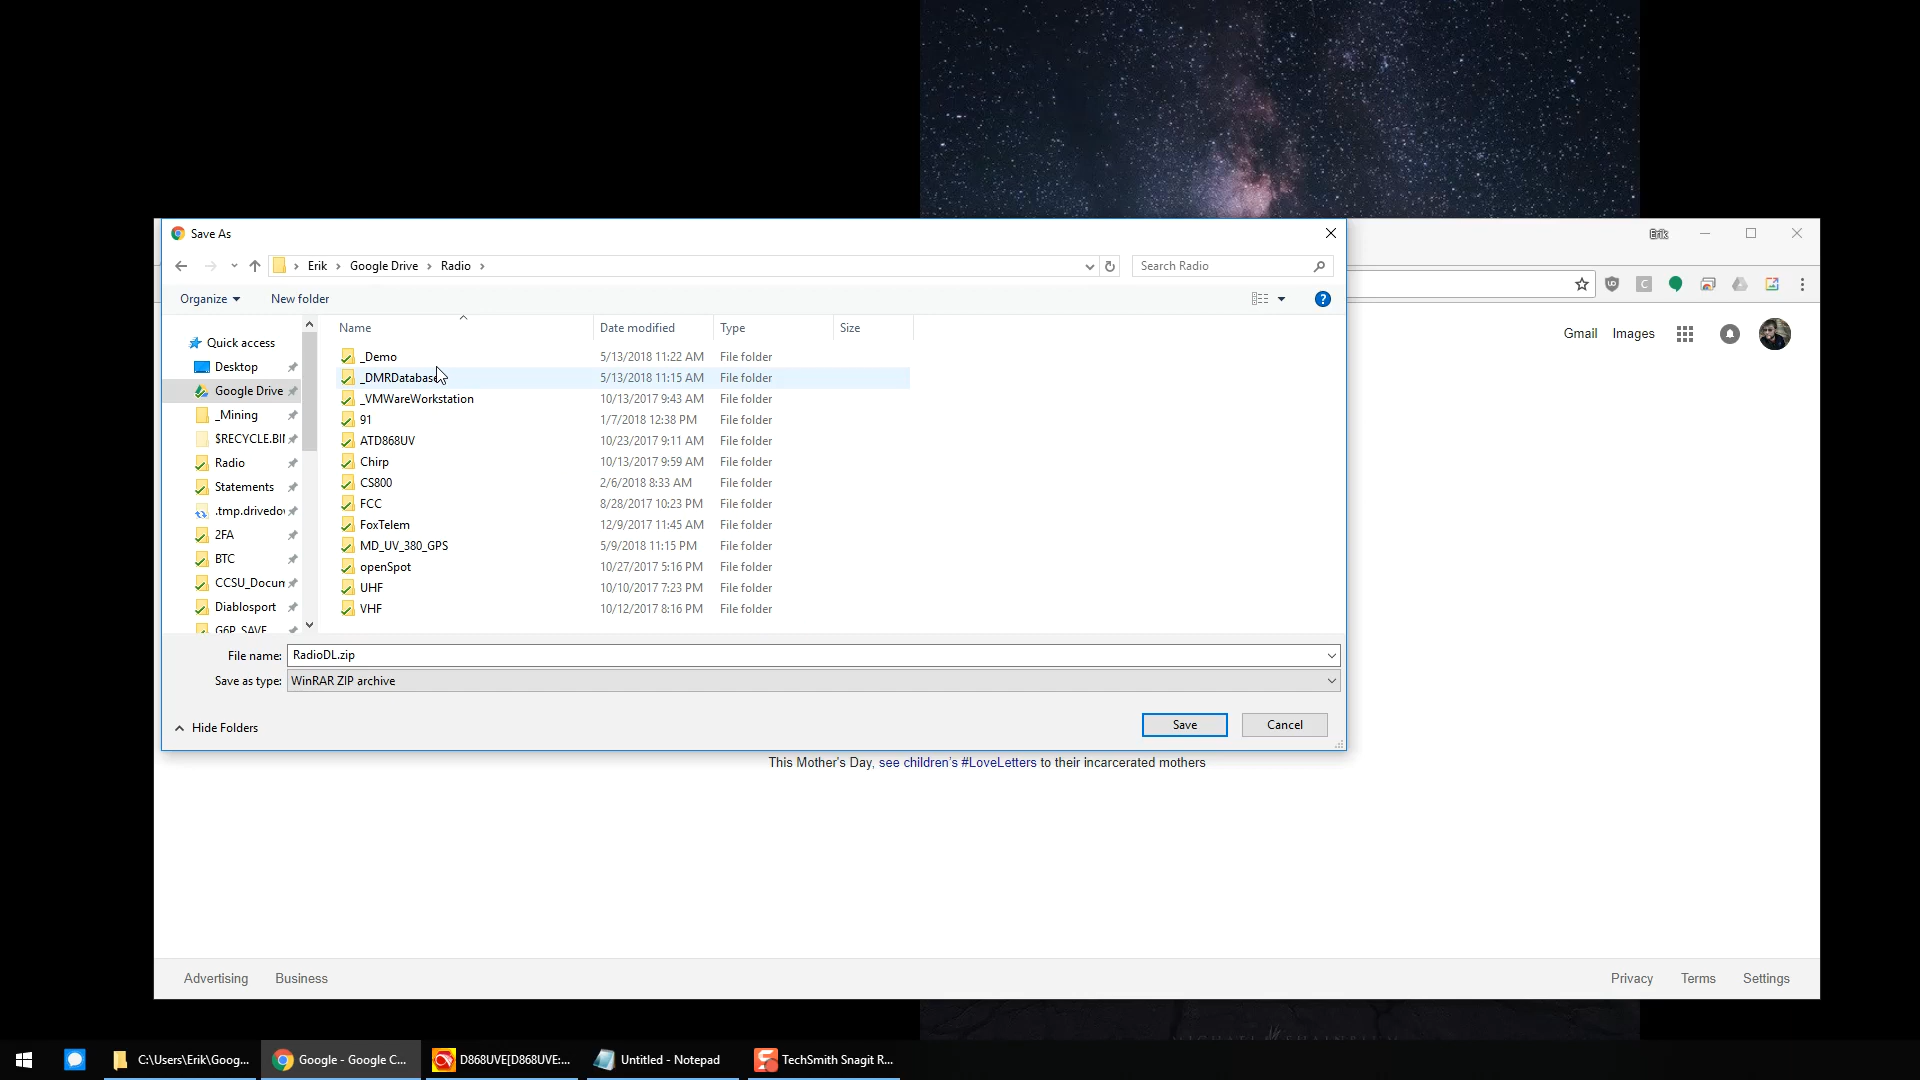 Save As
Erik
Erik > Google Drive > Radio >
Search Radio
Organize
New folder
Gmail
Images
Quick access
Desktop
Google Drive
_Mining
$RECYCLE.BI
Radio
Statements
.tmp.drivedo
2FA
BTC
CCSU_Docum
Diablosport
G6P_SAVE
Name Date modified Type Size
_Demo 5/13/2018 11:22 AM File folder
_DMRDatabase 5/13/2018 11:15 AM File folder
_VMWareWorkstation 10/13/2017 9:43 AM File folder
91 1/7/2018 12:38 PM File folder
ATD868UV 10/23/2017 9:11 AM File folder
Chirp 10/13/2017 9:59 AM File folder
CS800 2/6/2018 8:33 AM File folder
FCC 8/28/2017 10:23 PM File folder
FoxTelem 12/9/2017 11:45 AM File folder
MD_UV_380_GPS 5/9/2018 11:15 PM File folder
openSpot 10/27/2017 5:16 PM File folder
UHF 10/10/2017 7:23 PM File folder
VHF 10/12/2017 8:16 PM File folder
File name: RadioDL.zip
Save as type: WinRAR ZIP archive
Hide Folders
Save
Cancel
This Mother's Day, see children's #LoveLetters to their incarcerated mothers
Advertising
Business
Privacy
Terms
Settings
C:\Users\Erik\Goog...
Google - Google C...
D868UVE[D868UVE:...
Untitled - Notepad
TechSmith Snagit R...